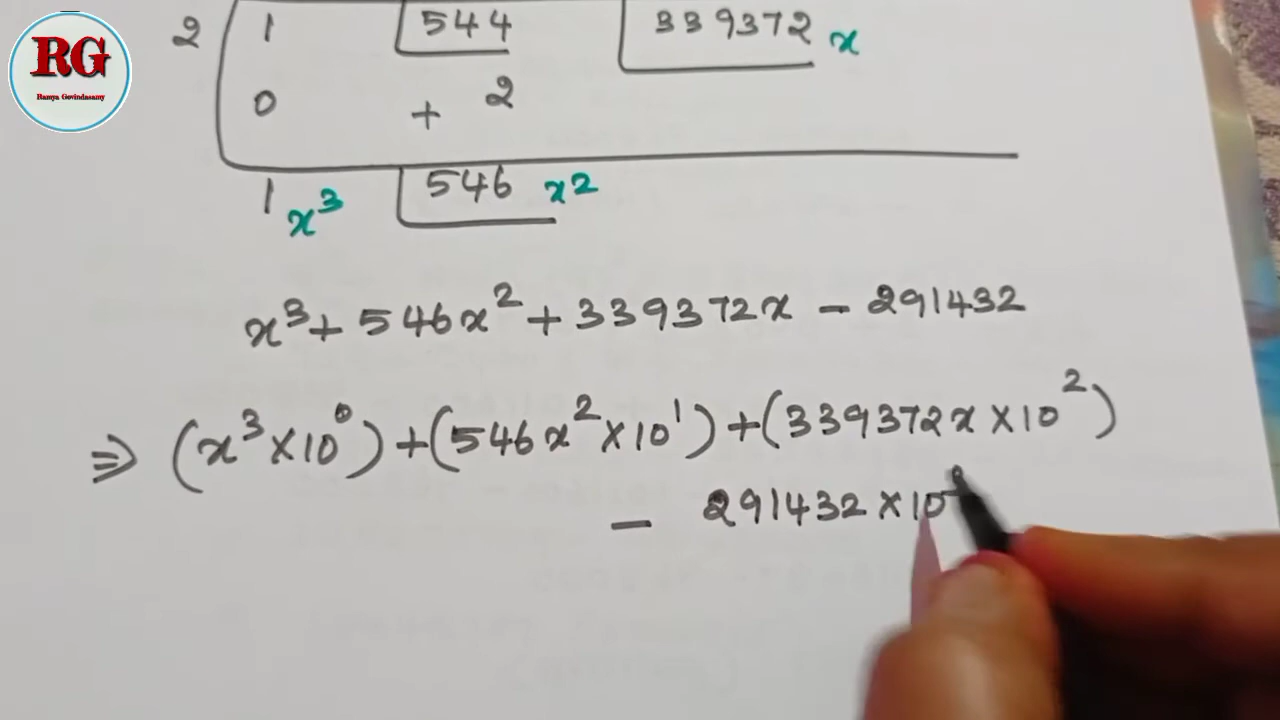 RG
Ramya Govindasamy
2 1 544 339372 x
0 + 2
1 x³ 546 x2
x³ + 546x² + 339372x - 291432
⇒ (x³ × 10⁰) + (546x² × 10¹) + (339372x × 10²)
- 291432 × 10